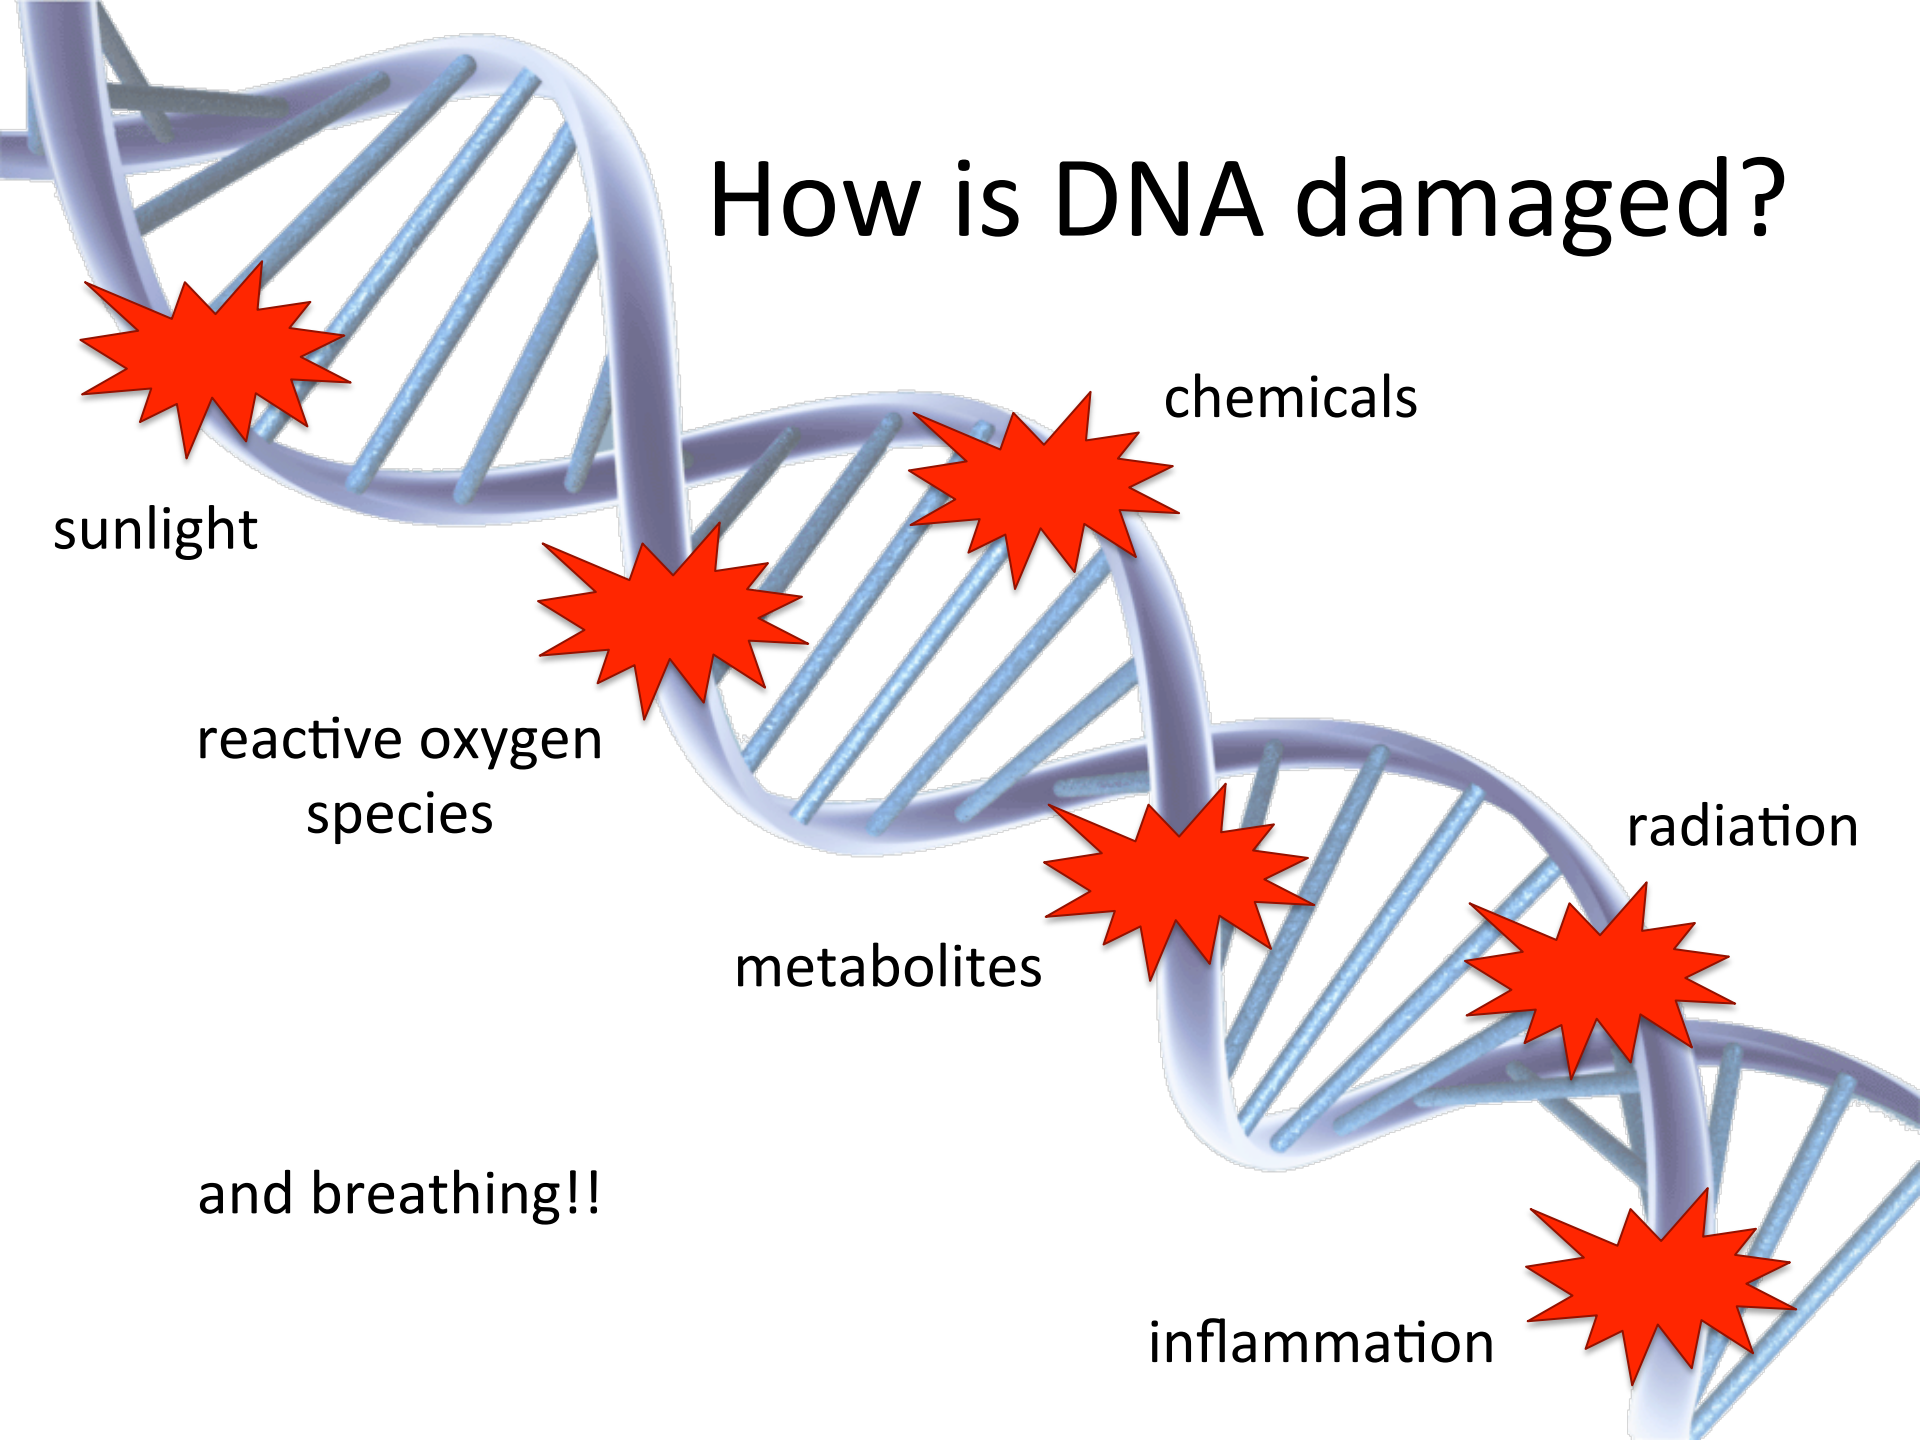 How is DNA damaged?
chemicals
sunlight
reactive oxygen
species
radiation
metabolites
and breathing!!
inflammation